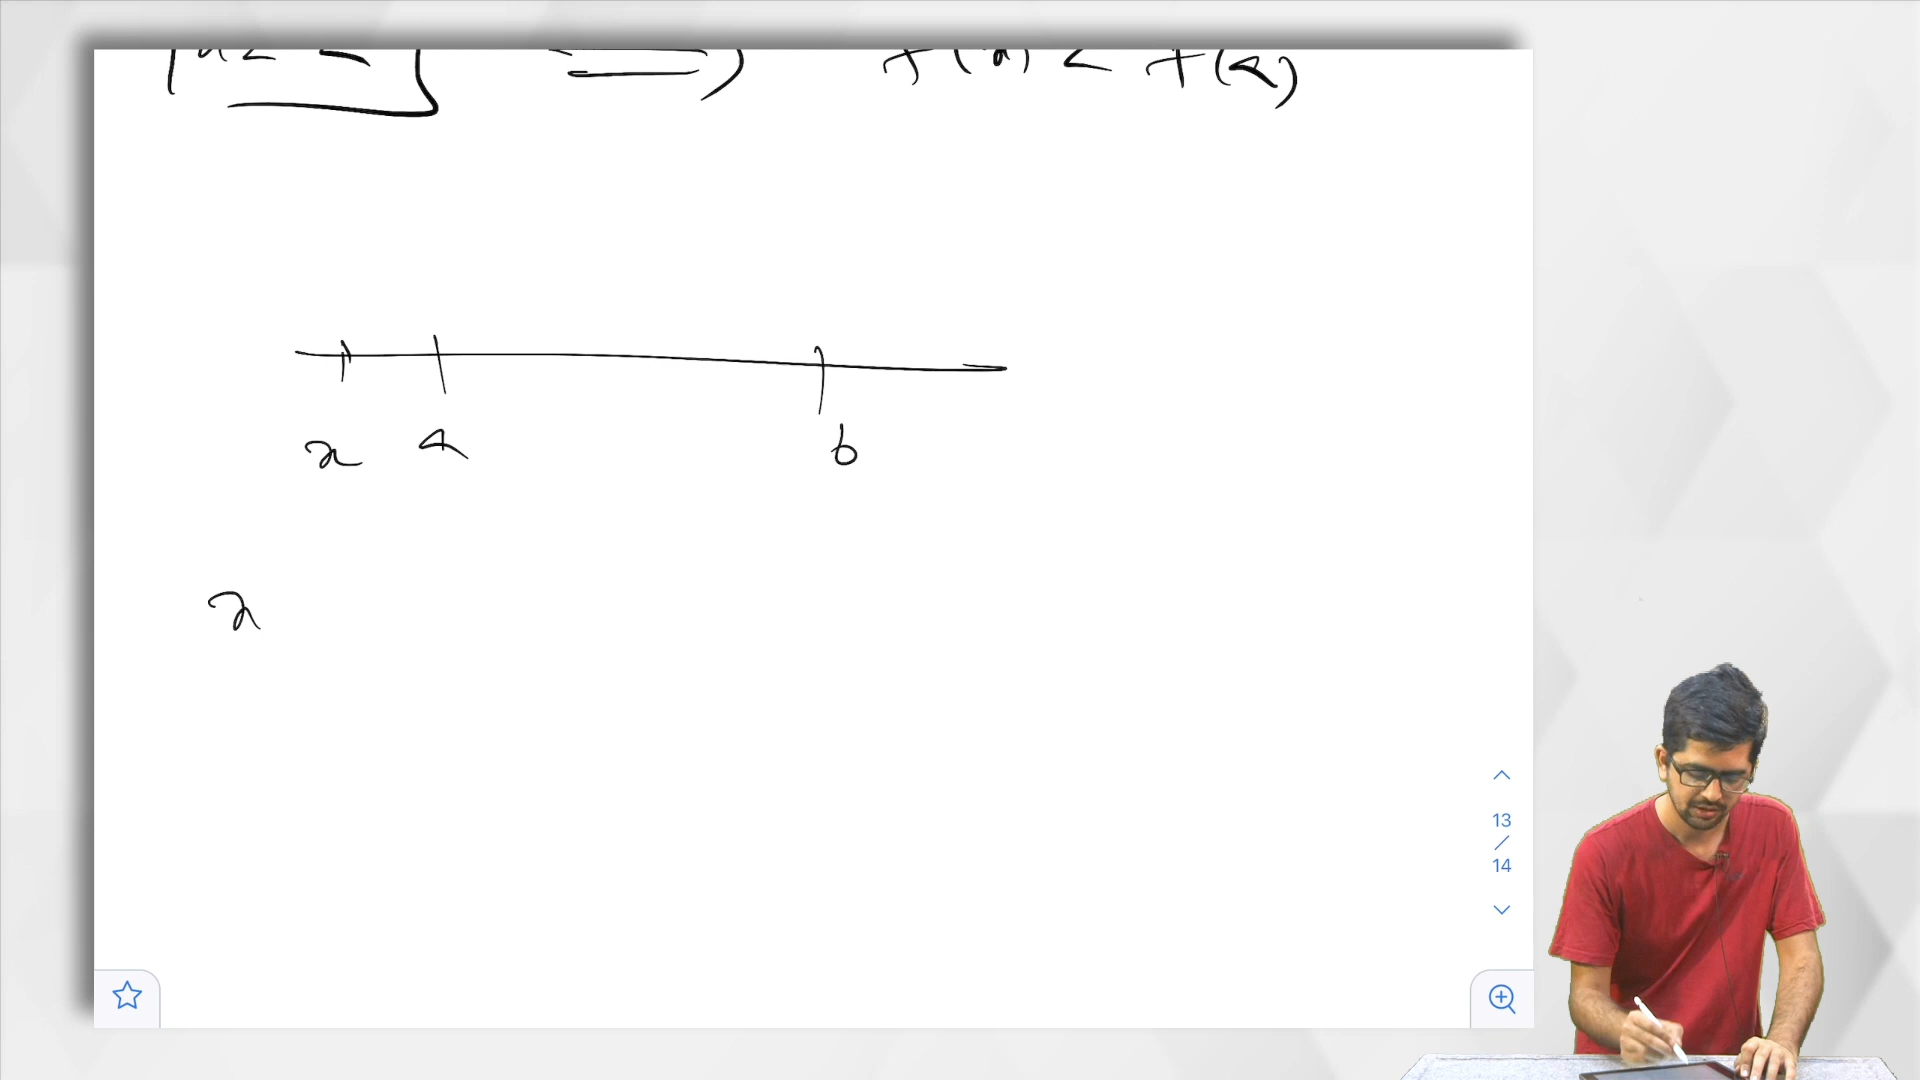 f(x) < f(a)
x a b
x
13
/
14